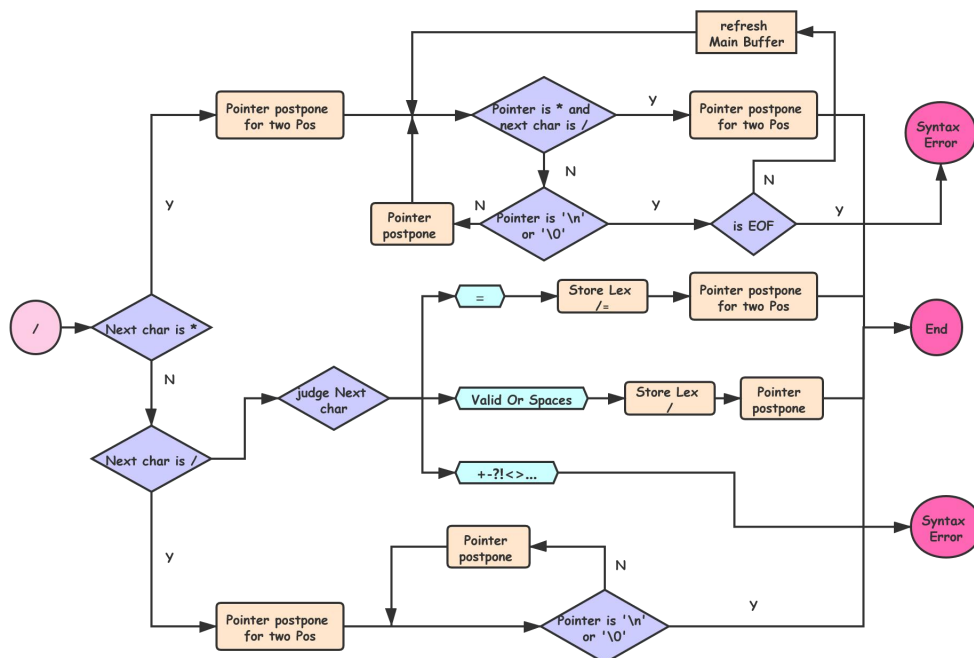 refresh
Main Buffer
Y
Pointer postpone
for two Pos
Pointer is * and
next char is /
Y
Pointer postpone
for two Pos
Syntax
Error
N
N
Y
Pointer
postpone
N
Pointer is '\n'
or '\0'
Y
is EOF
Y
=
Store Lex
/=
Pointer postpone
for two Pos
/
Next char is *
End
N
judge Next
char
Valid Or Spaces
Store Lex
/
Pointer
postpone
Next char is /
+-?!<>...
Syntax
Error
Y
Pointer
postpone
N
Pointer postpone
for two Pos
Pointer is '\n'
or '\0'
Y